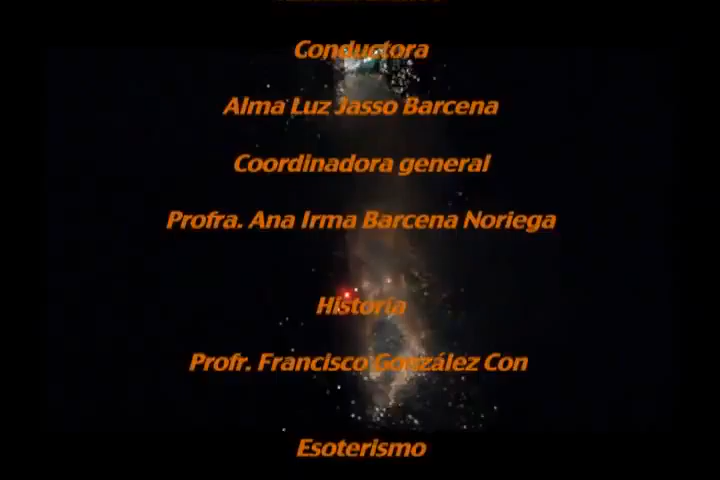 Conductora
Alma Luz Jasso Barcena
Coordinadora general
Profra. Ana Irma Barcena Noriega
Historia
Profr. Francisco González Con
Esoterismo